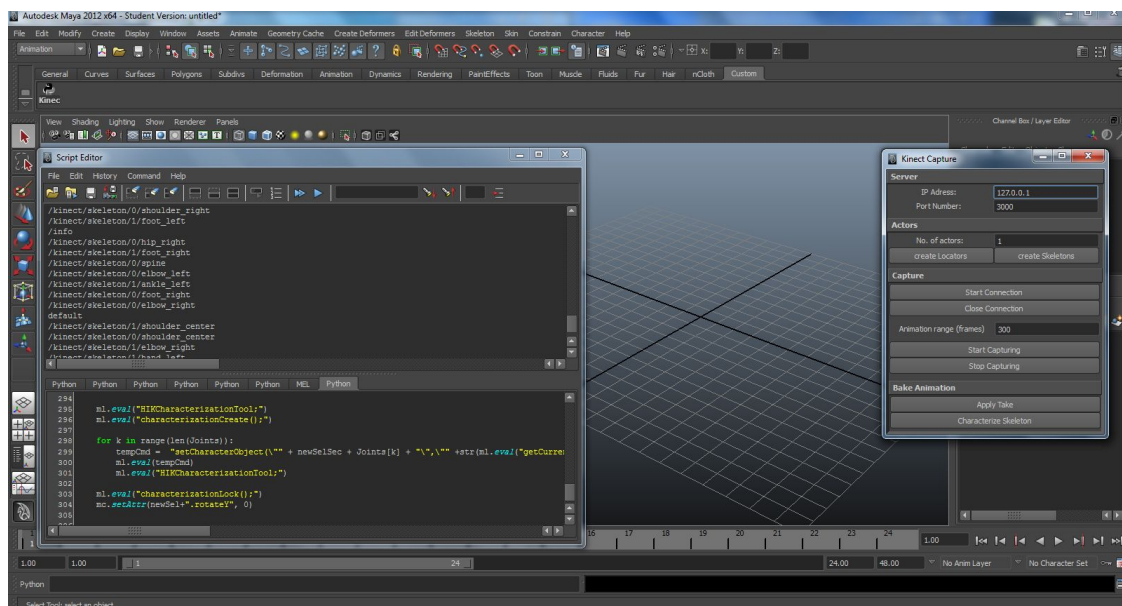 Autodesk Maya 2012 x64 - Student Version: untitled*
File Edit Modify Create Display Window Assets Animate Geometry Cache Create Deformers Edit Deformers Skeleton Skin Constrain Character Help
Animation X: Y: Z:
General Curves Surfaces Polygons Subdivs Deformation Animation Dynamics Rendering PaintEffects Toon Muscle Fluids Fur Hair nCloth Custom
Kinec
View Shading Lighting Show Renderer Panels
Channel Box / Layer Editor
Script Editor
File Edit History Command Help
/kinect/skeleton/0/shoulder_right
/kinect/skeleton/1/foot_left
/info
/kinect/skeleton/0/hip_right
/kinect/skeleton/1/foot_right
/kinect/skeleton/0/spine
/kinect/skeleton/0/elbow_left
/kinect/skeleton/1/ankle_left
/kinect/skeleton/0/foot_right
/kinect/skeleton/0/elbow_right
default
/kinect/skeleton/1/shoulder_center
/kinect/skeleton/0/shoulder_center
/kinect/skeleton/1/elbow_right
/kinect/skeleton/1/hand_left
Python Python Python Python Python Python MEL Python
294
295 ml.eval("HIKCharacterizationTool;")
296 ml.eval("characterizationCreate();")
297
298 for k in range(len(Joints)):
299 tempCmd = "setCharacterObject(\"" + newSelSec + Joints[k] + "\",\"" +str(ml.eval("getCurre
300 ml.eval(tempCmd)
301 ml.eval("HIKCharacterizationTool;")
302
303 ml.eval("characterizationLock();")
304 mc.setAttr(newSel+".rotateY", 0)
305
Kinect Capture
Server
IP Adress: 127.0.0.1
Port Number: 3000
Actors
No. of actors: 1
create Locators create Skeletons
Capture
Start Connection
Close Connection
Animation range (frames) 300
Start Capturing
Stop Capturing
Bake Animation
Apply Take
Characterize Skeleton
1 16 17 18 19 20 21 22 23 24 1.00
1.00 1.00 1 24 24.00 48.00 No Anim Layer No Character Set
Python
Select Tool: select an object